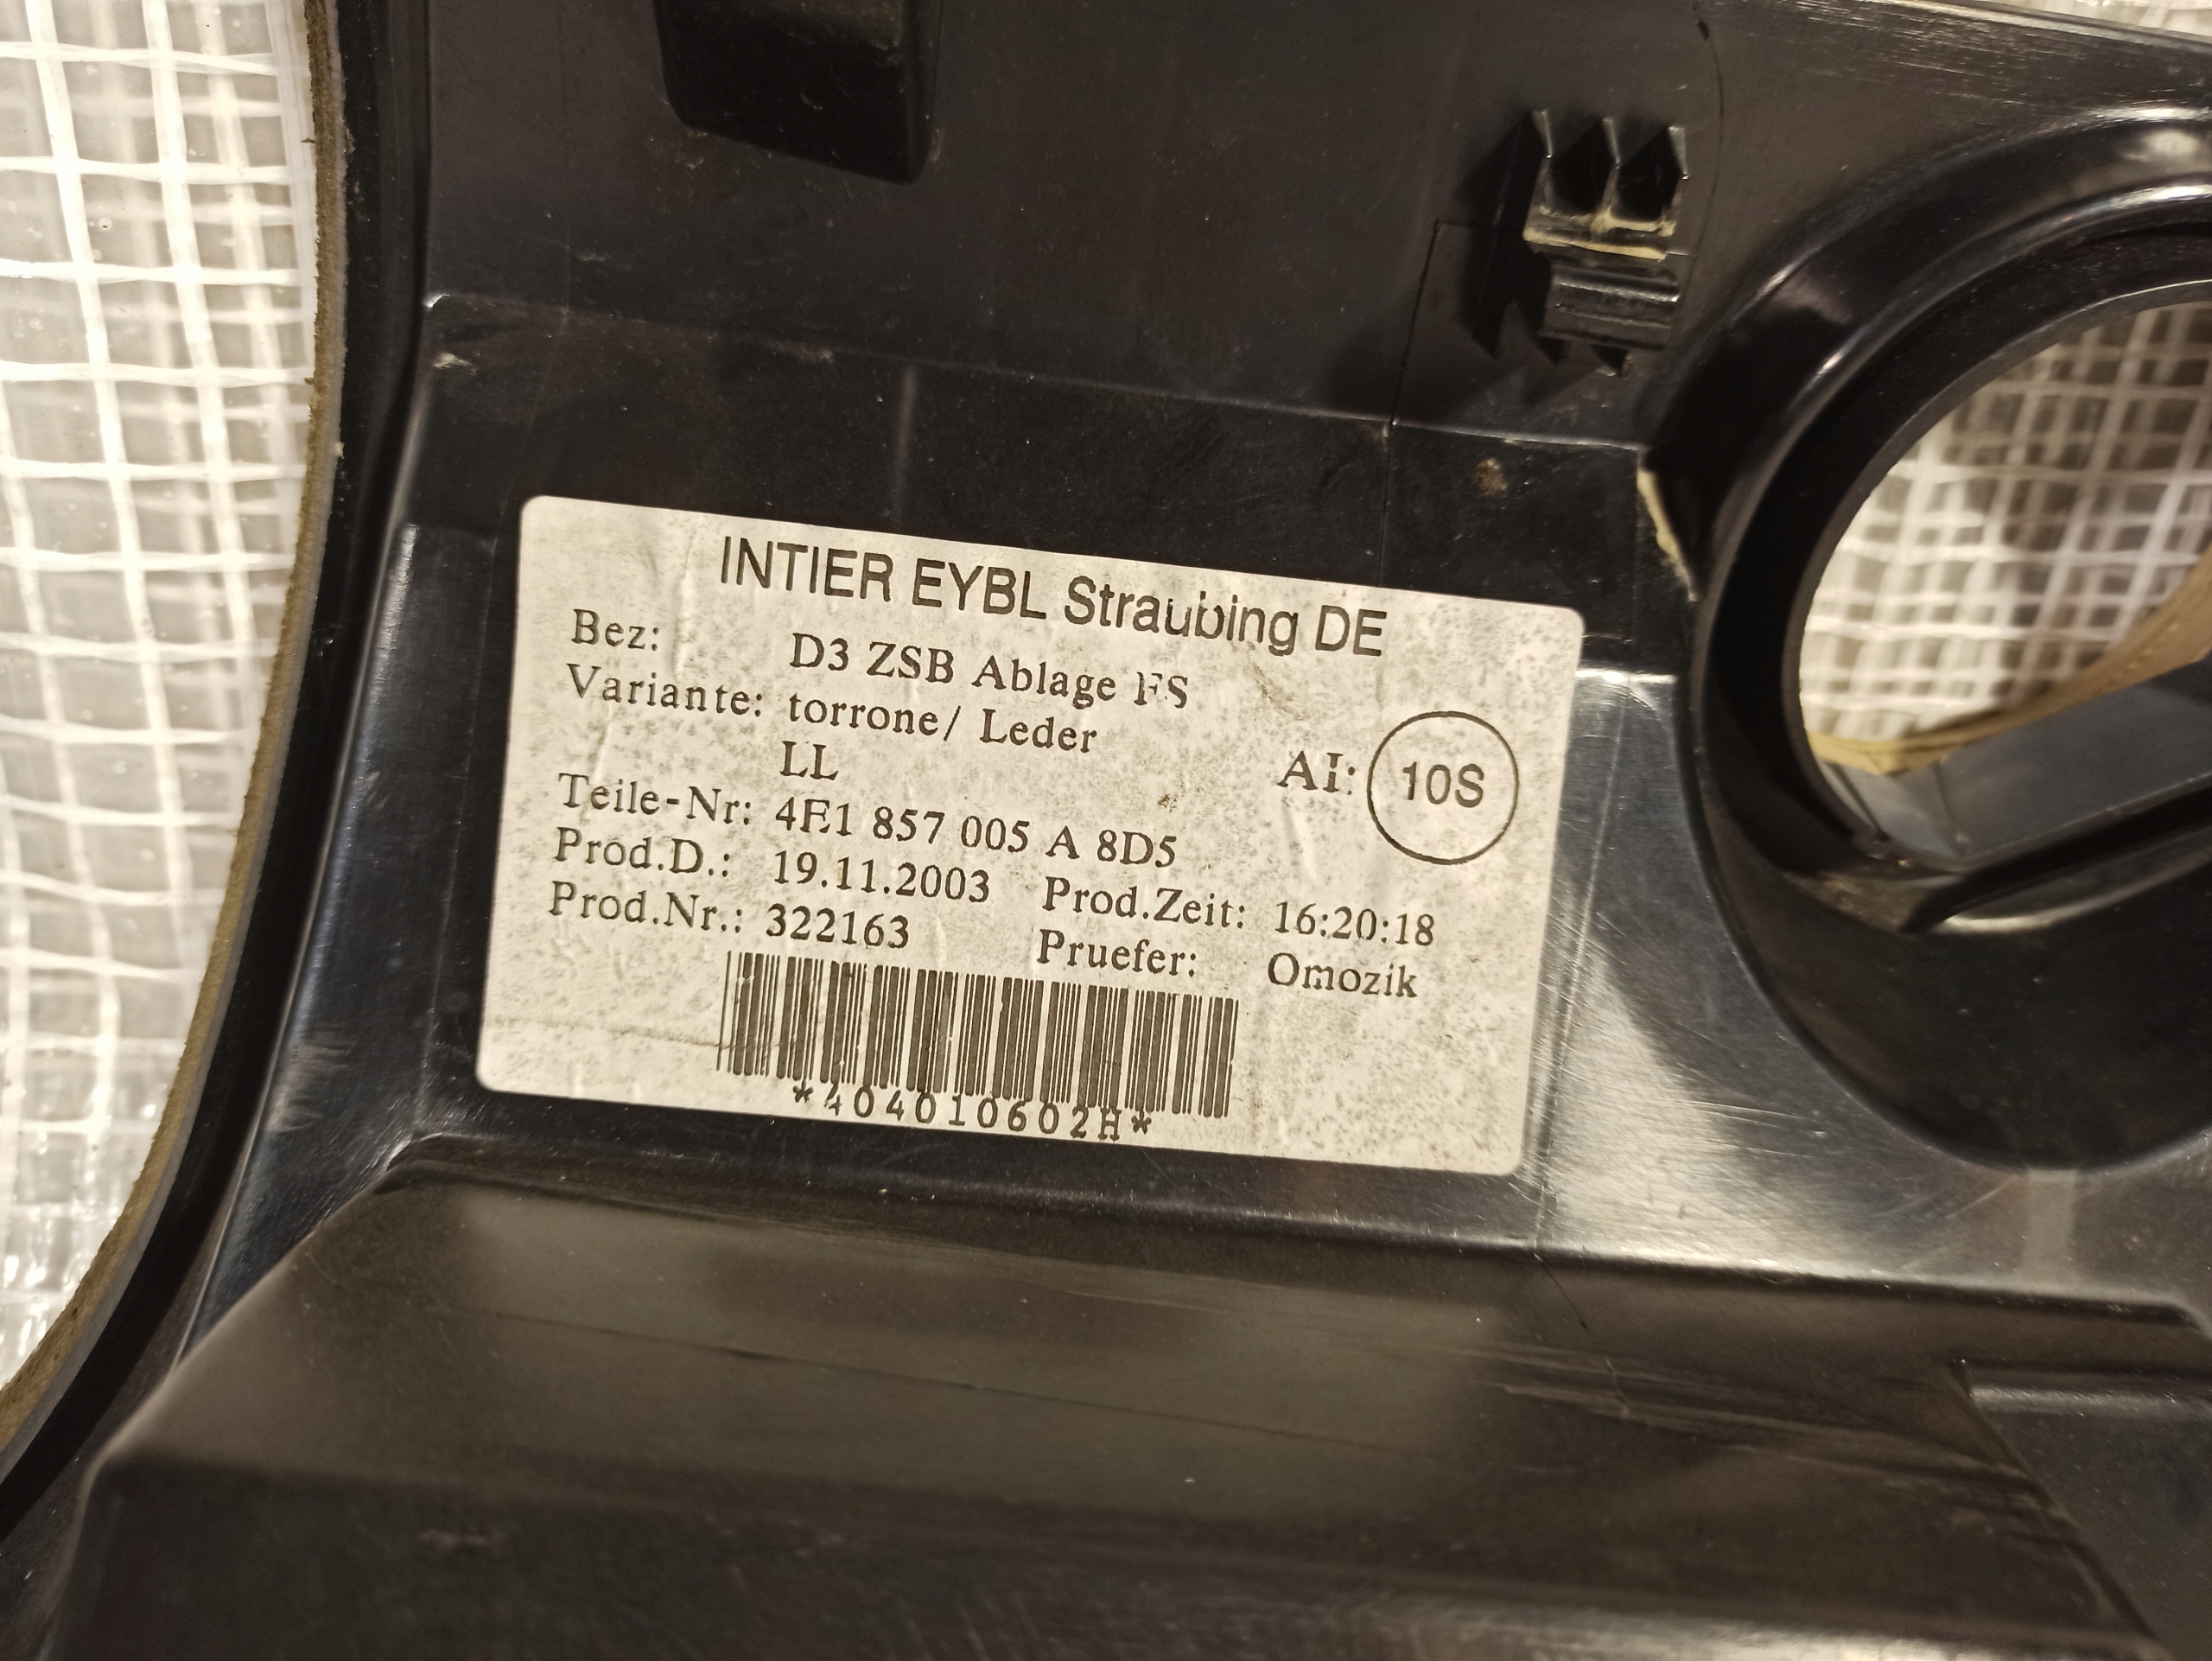 INTIER EYBL Straubing DE
Bez: D3 ZSB Ablage FS
Variante: torrone/ Leder
LL
AI: 10S
Teile-Nr: 4E1 857 005 A 8D5
Prod.D.: 19.11.2003 Prod.Zeit: 16:20:18
Prod.Nr.: 322163 Pruefer: Omozik
*404010602H*